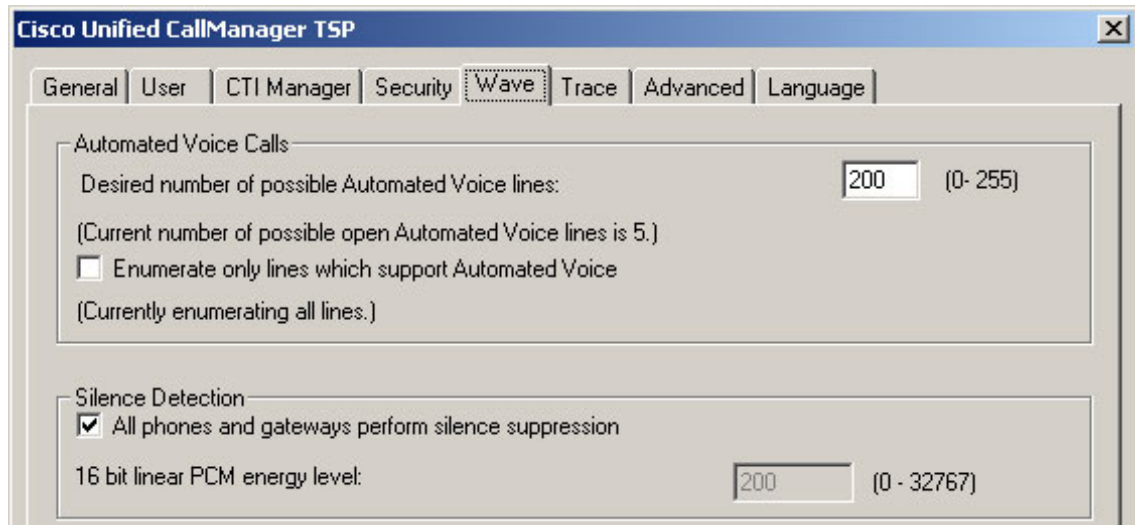 Cisco Unified CallManager TSP
General User CTI Manager Security Wave Trace Advanced Language
Automated Voice Calls
Desired number of possible Automated Voice lines: 200 (0- 255)
(Current number of possible open Automated Voice lines is 5.)
Enumerate only lines which support Automated Voice
(Currently enumerating all lines.)
Silence Detection
All phones and gateways perform silence suppression
16 bit linear PCM energy level: 200 (0 - 32767)